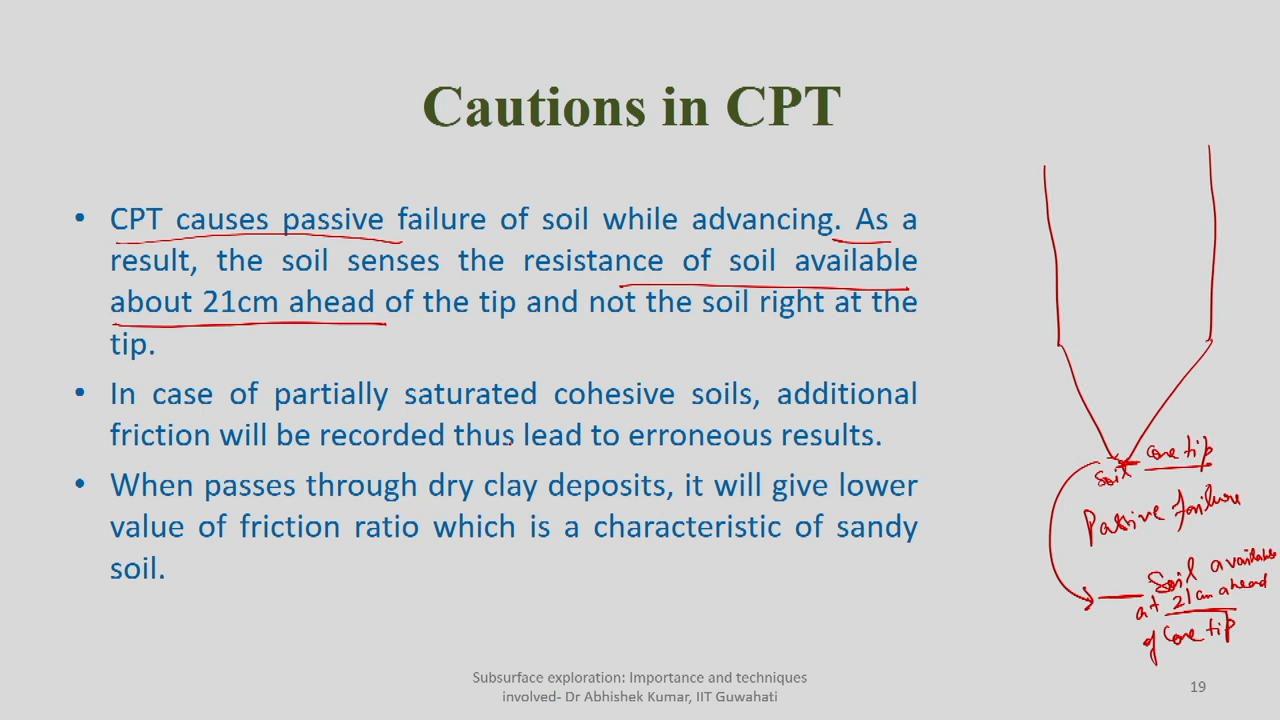 Cautions in CPT
• CPT causes passive failure of soil while advancing. As a
result, the soil senses the resistance of soil available
about 21cm ahead of the tip and not the soil right at the
tip.
• In case of partially saturated cohesive soils, additional
friction will be recorded thus lead to erroneous results.
• When passes through dry clay deposits, it will give lower
value of friction ratio which is a characteristic of sandy
soil.
cone tip
soil
Passive failure
Soil available
at 21cm ahead
of cone tip
Subsurface exploration: Importance and techniques
involved- Dr Abhishek Kumar, IIT Guwahati
19